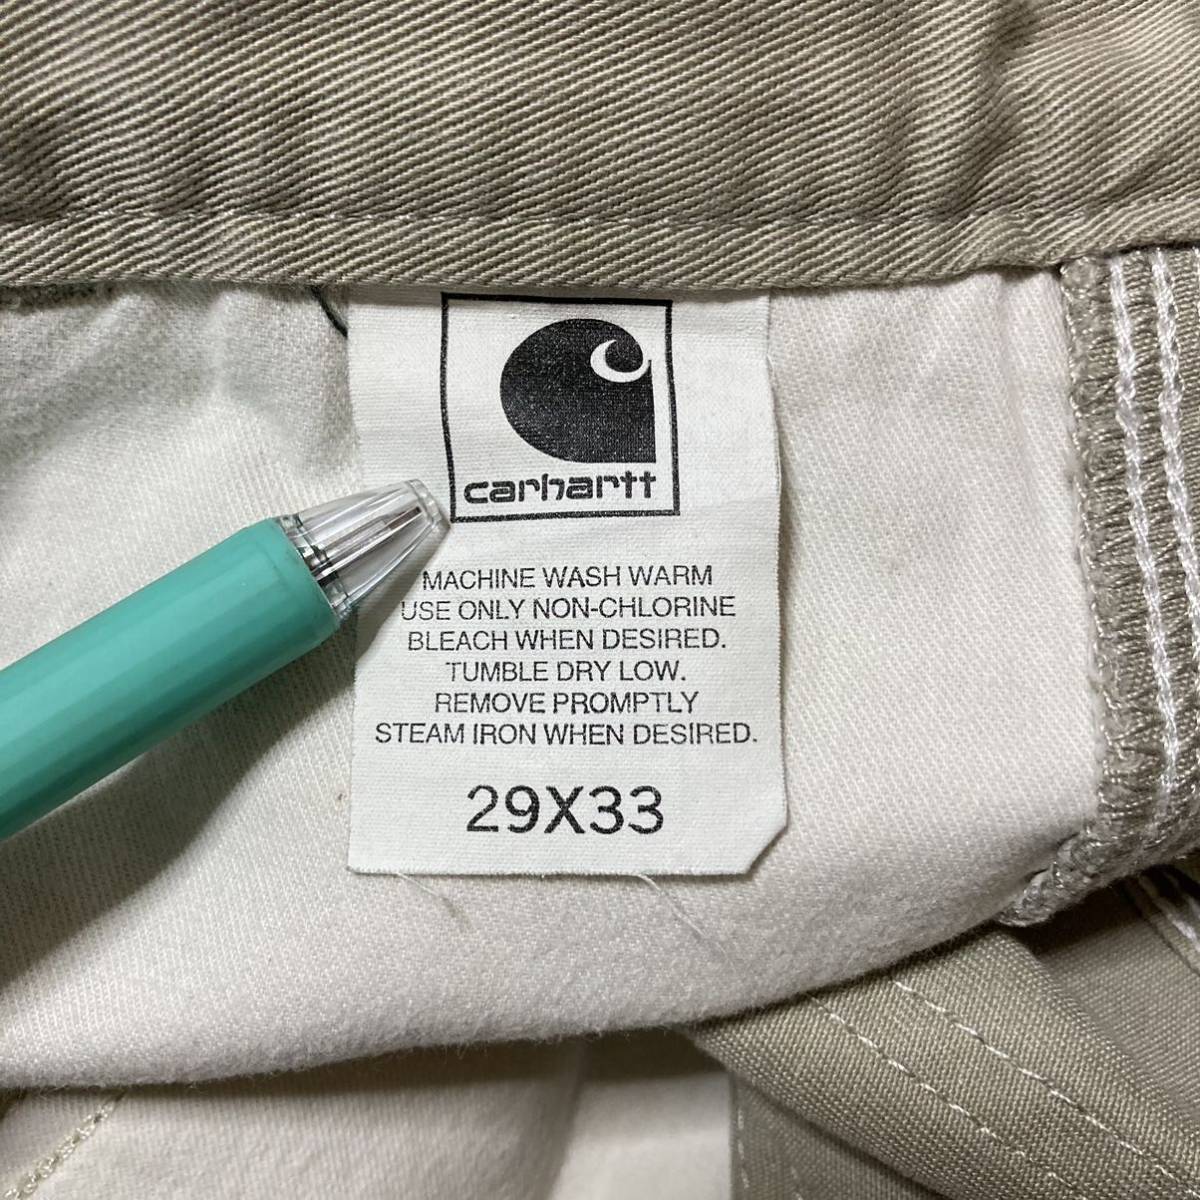 carhartt
MACHINE WASH WARM
USE ONLY NON-CHLORINE
BLEACH WHEN DESIRED.
TUMBLE DRY LOW.
REMOVE PROMPTLY
STEAM IRON WHEN DESIRED.
29X33